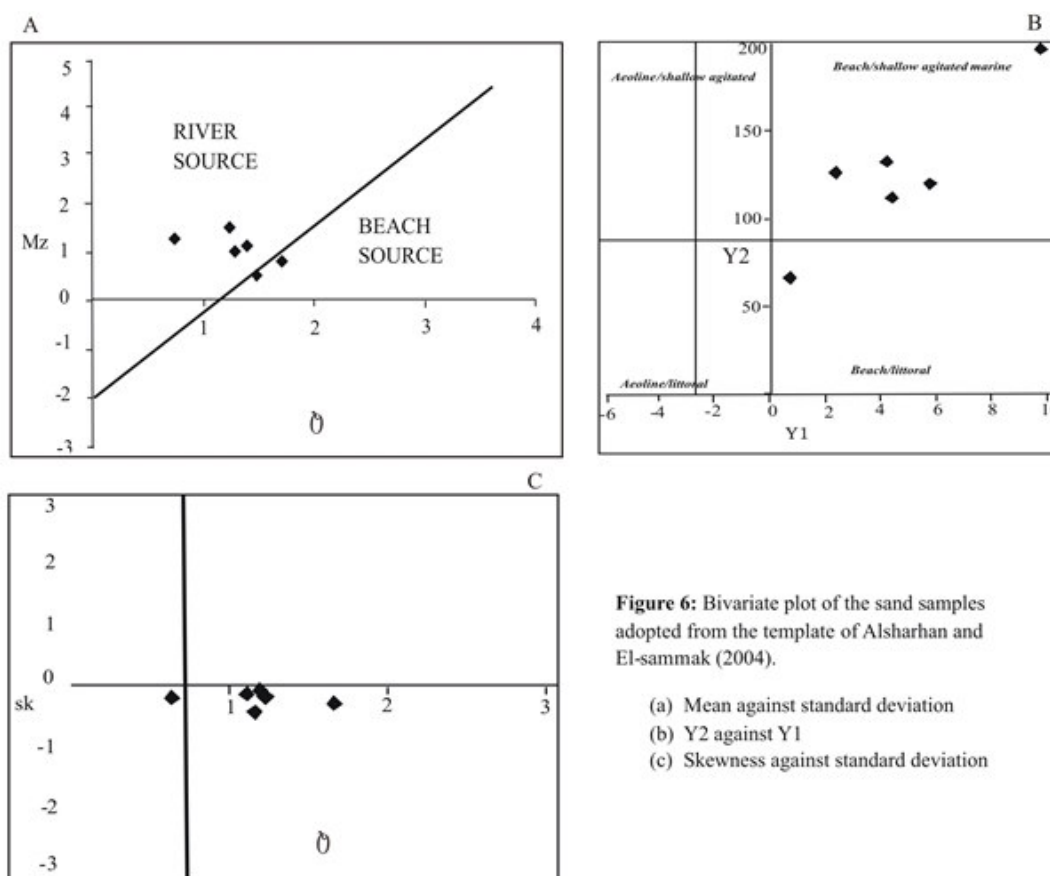 A
5
4
3
2
1
0
-1
-2
-3
Mz
RIVER
SOURCE
BEACH
SOURCE
1 2 3 4
B
200
150
100
50
Aeoline/shallow agitated
Beach/shallow agitated marine
Y2
Aeoline/littoral
Beach/littoral
-6 -4 -2 0 2 4 6 8 1
Y1
C
3
2
1
0
sk
-1
-2
-3
1 2 3
Figure 6: Bivariate plot of the sand samples
adopted from the template of Alsharhan and
El-sammak (2004).
(a) Mean against standard deviation
(b) Y2 against Y1
(c) Skewness against standard deviation